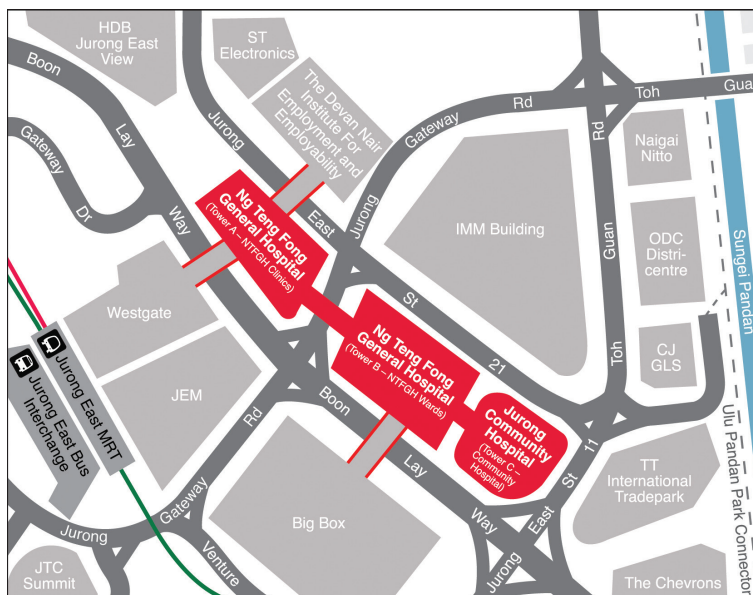 HDB
Jurong East
View
ST
Electronics
The Devan Nair
Institute For
Employment and
Employability
Boon
Lay
Way
Gateway
Dr
Jurong
East
St
21
Jurong
Gateway
Rd
Toh
Gua
Rd
Guan
Toh
Naigai
Nitto
ODC
Distri-
centre
CJ
GLS
Sungei Pandan
Ulu Pandan Park Connector
IMM Building
Ng Teng Fong
General Hospital
(Tower A – NTFGH Clinics)
Ng Teng Fong
General Hospital
(Tower B – NTFGH Wards)
Jurong
Community
Hospital
(Tower C –
Community
Hospital)
Westgate
JEM
Jurong East MRT
Jurong East Bus
Interchange
Rd
Gateway
Jurong
Boon
Lay
Way
Big Box
Venture
JTC
Summit
Jurong
East
St
11
TT
International
Tradepark
The Chevrons